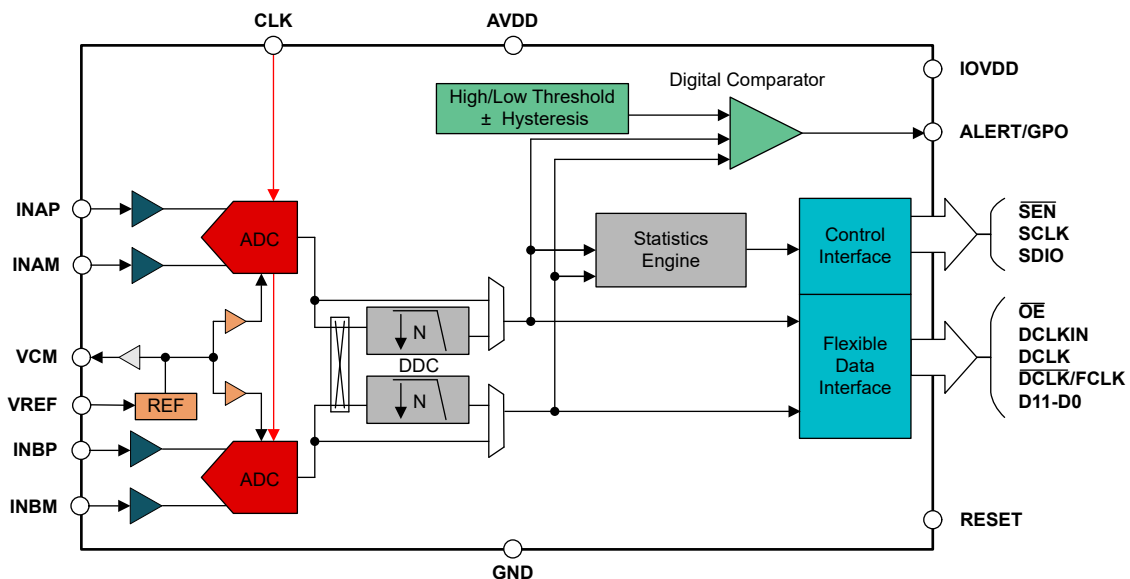 CLK
AVDD
IOVDD
Digital Comparator
High/Low Threshold
± Hysteresis
ALERT/GPO
INAP
ADC
INAM
Statistics
Engine
Control
Interface
SEN
SCLK
SDIO
VCM
N
DDC
N
Flexible
Data
Interface
OE
DCLKIN
DCLK
DCLK/FCLK
D11-D0
VREF
REF
INBP
ADC
INBM
RESET
GND